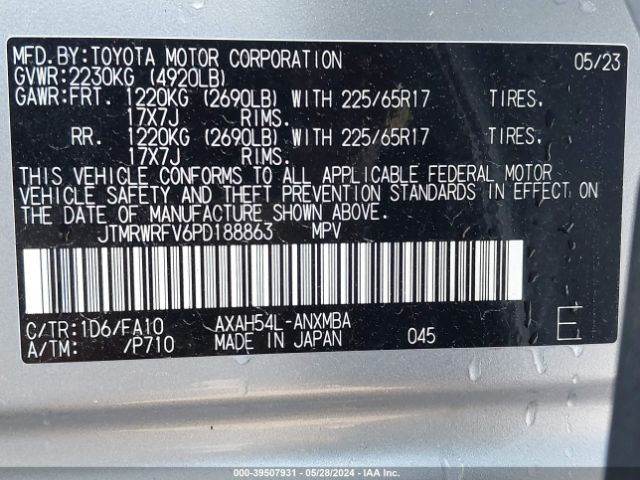 MFD.BY:TOYOTA MOTOR CORPORATION 05/23
GVWR:2230KG (4920LB)
GAWR:FRT. 1220KG (2690LB) WITH 225/65R17 TIRES.
17X7J RIMS.
RR. 1220KG (2690LB) WITH 225/65R17 TIRES.
17X7J RIMS.
THIS VEHICLE CONFORMS TO ALL APPLICABLE FEDERAL MOTOR
VEHICLE SAFETY AND THEFT PREVENTION STANDARDS IN EFFECT ON
THE DATE OF MANUFACTURE SHOWN ABOVE.
JTMRWRFV6PD188863 MPV
C/TR:1D6/FA10 AXAH54L-ANXMBA
A/TM: /P710 MADE IN JAPAN 045 E
000-39507931 - 05/28/2024 - IAA Inc.